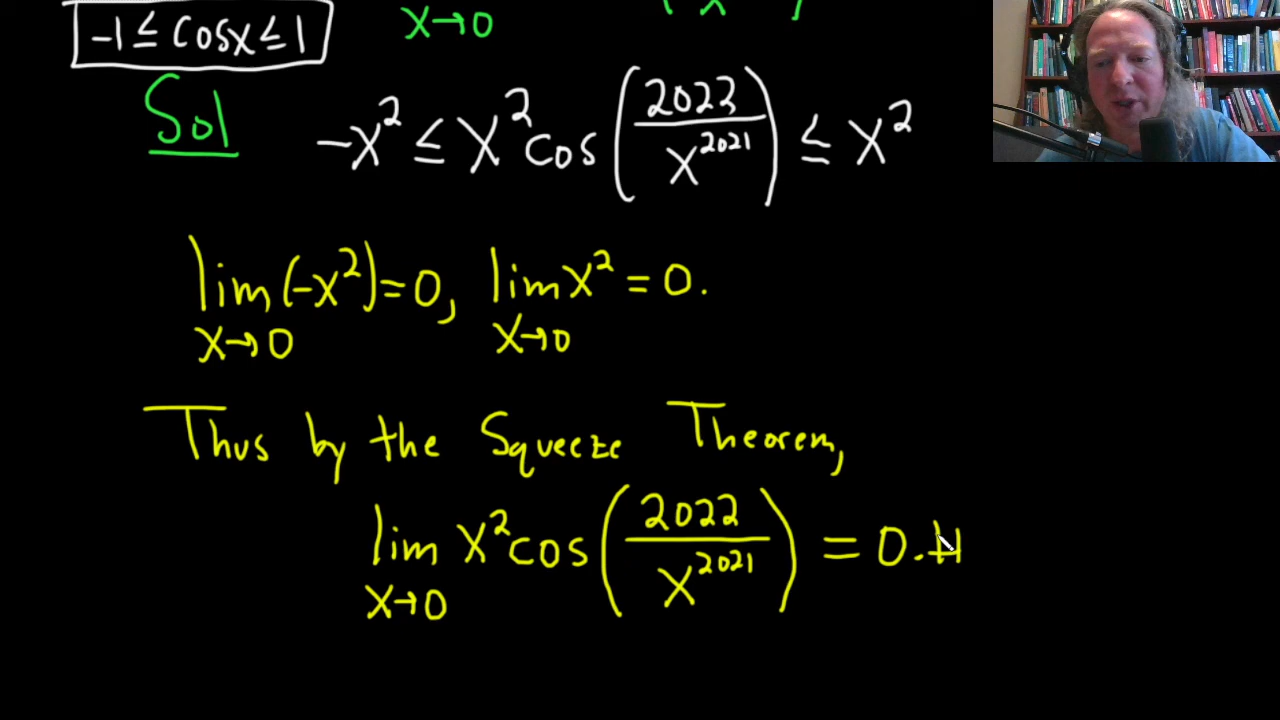 -1 ≤ cosx ≤ 1
x→0
Sol
-x² ≤ x² cos(2023/x²⁰²¹) ≤ x²
lim (-x²) = 0, lim x² = 0.
x→0 x→0
Thus by the Squeeze Theorem,
lim x² cos(2022/x²⁰²¹) = 0.
x→0